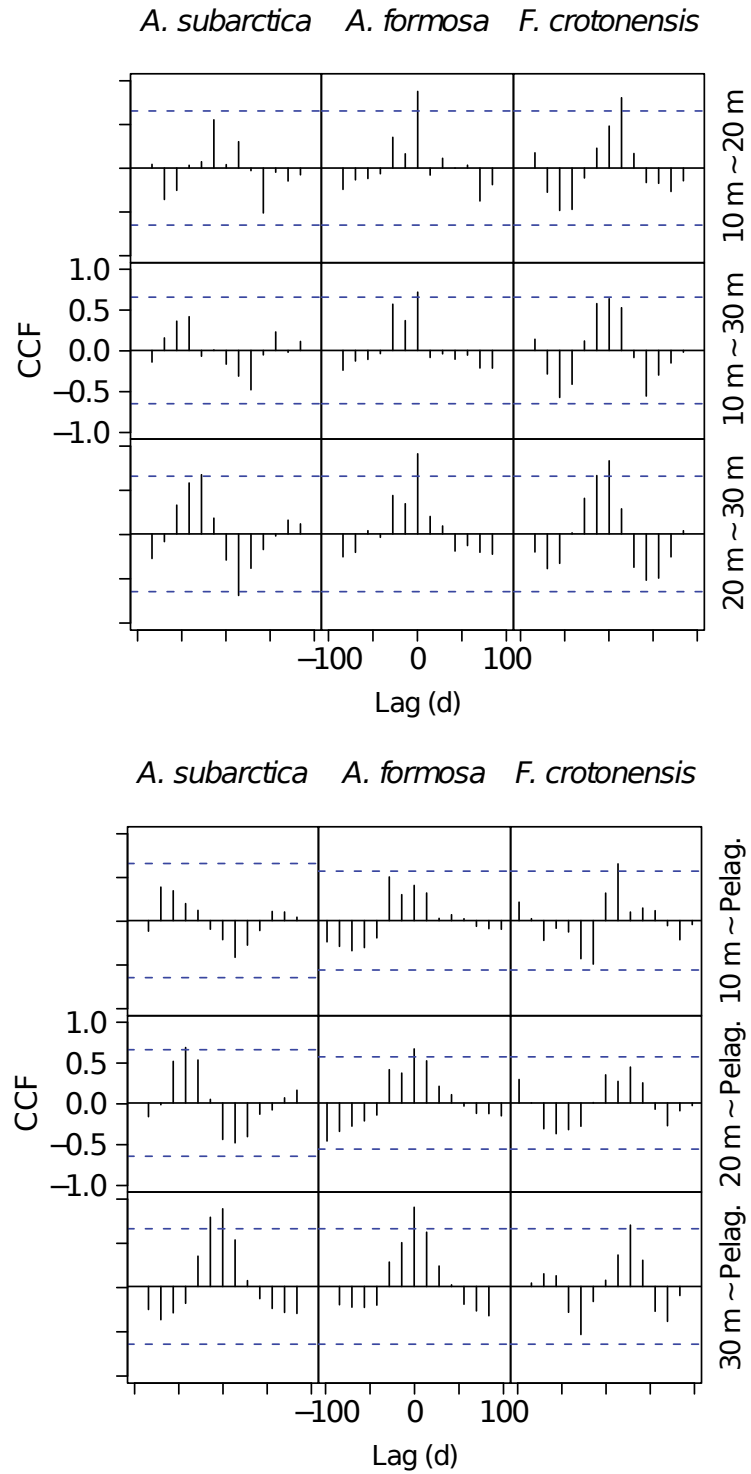 A. subarctica A. formosa F. crotonensis
10 m ~20 m
1.0
0.5
0.0
−0.5
−1.0
CCF
10 m ~ 30 m
20 m ~ 30 m
−100 0 100
Lag (d)
A. subarctica A. formosa F. crotonensis
10 m ~Pelag.
1.0
0.5
0.0
−0.5
−1.0
CCF
20 m ~Pelag.
30 m ~Pelag.
−100 0 100
Lag (d)